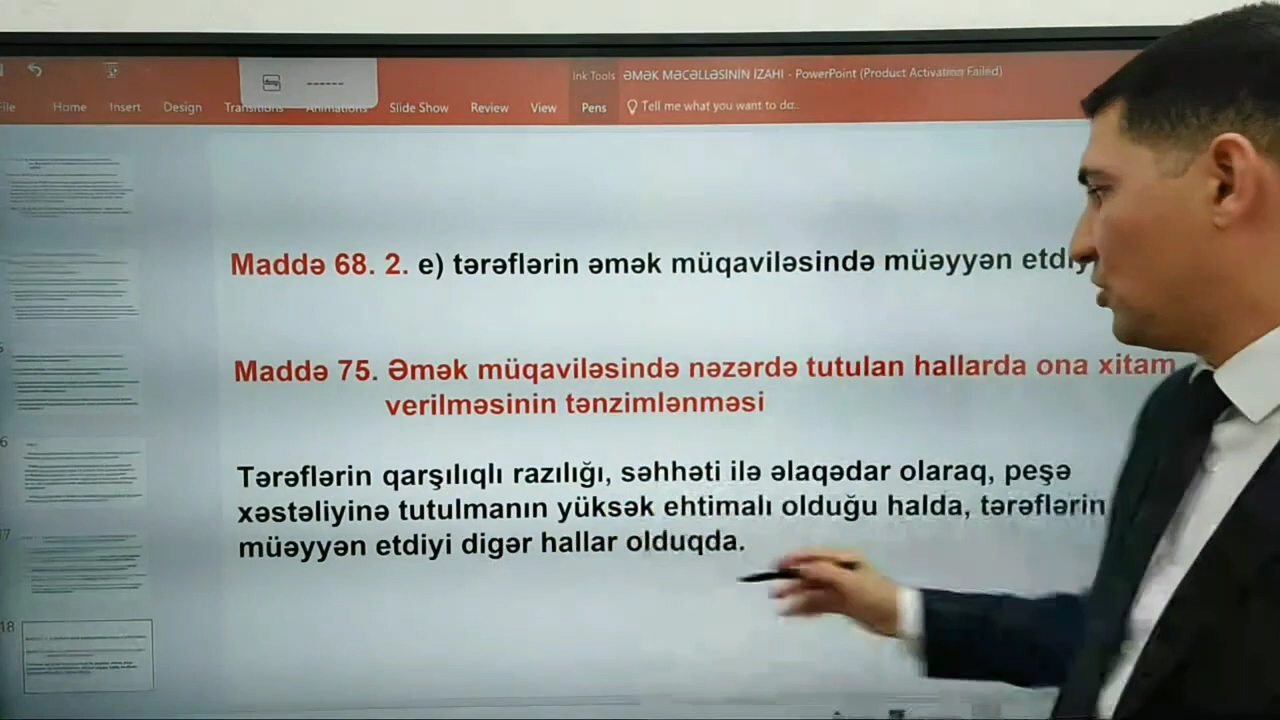 Ink Tools ƏMƏK MƏCƏLLƏSİNİN İZAHI - PowerPoint (Product Activation Failed)
File Home Insert Design Transitions Animations Slide Show Review View Pens Tell me what you want to do..
Maddə 68. 2. e) tərəflərin əmək müqaviləsində müəyyən
Maddə 75. Əmək müqaviləsində nəzərdə tutulan hallarda ona xitam
verilməsinin tənzimlənməsi
Tərəflərin qarşılıqlı razılığı, səhhəti ilə əlaqədar olaraq, peşə
xəstəliyinə tutulmanın yüksək ehtimalı olduğu halda, tərəflərin
müəyyən etdiyi digər hallar olduqda.
6
18